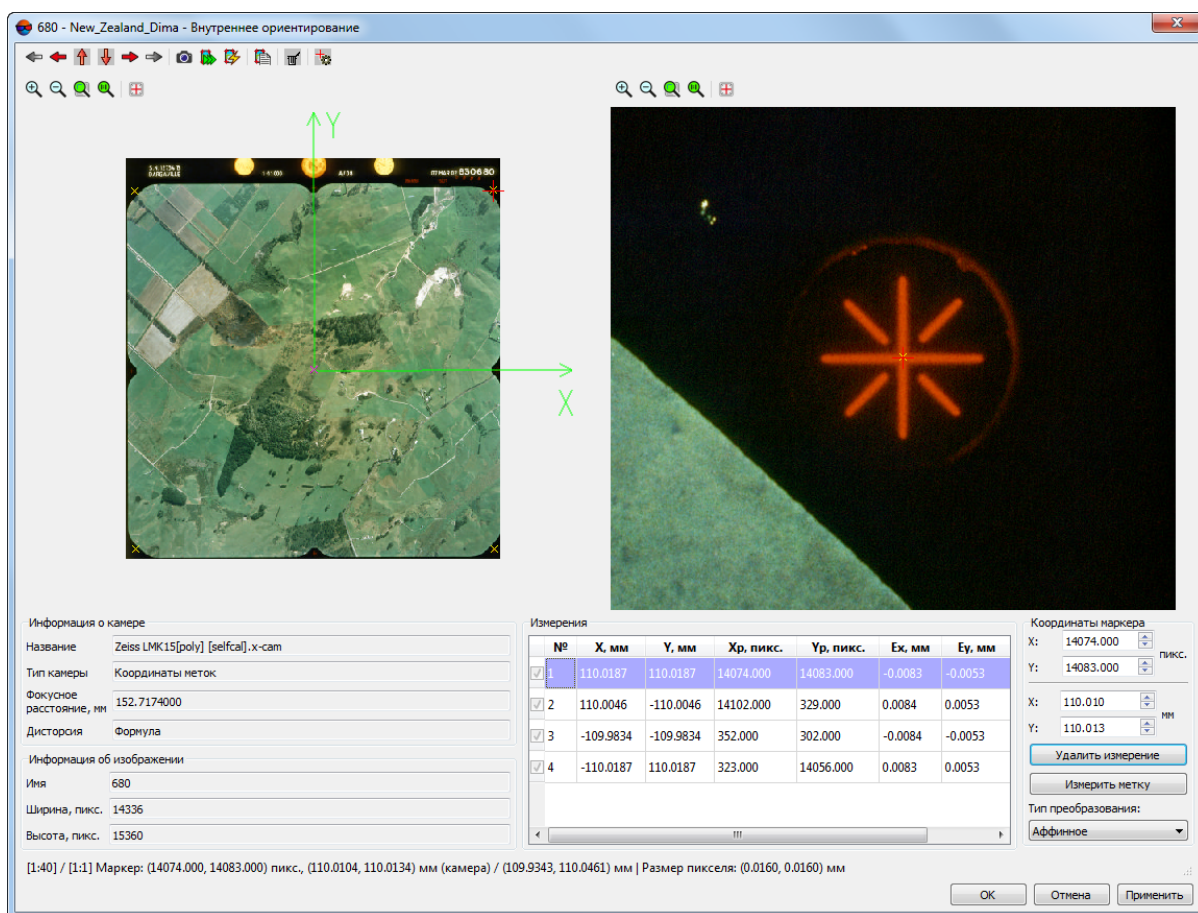 680 - New_Zealand_Dima - Внутреннее ориентирование
Y
X
830680
Информация о камере
Название Zeiss LMK15[poly] [selfcal].x-cam
Тип камеры Координаты меток
Фокусное расстояние, мм 152.7174000
Дисторсия Формула
Информация об изображении
Имя 680
Ширина, пикс. 14336
Высота, пикс. 15360
Измерения
№ X, мм Y, мм Xp, пикс. Yp, пикс. Ex, мм Ey, мм
1 110.0187 110.0187 14074.000 14083.000 -0.0083 -0.0053
2 110.0046 -110.0046 14102.000 329.000 0.0084 0.0053
3 -109.9834 -109.9834 352.000 302.000 -0.0084 -0.0053
4 -110.0187 110.0187 323.000 14056.000 0.0083 0.0053
Координаты маркера
X: 14074.000
пикс.
Y: 14083.000
X: 110.010
мм
Y: 110.013
Удалить измерение
Измерить метку
Тип преобразования:
Аффинное
[1:40] / [1:1] Маркер: (14074.000, 14083.000) пикс., (110.0104, 110.0134) мм (камера) / (109.9343, 110.0461) мм | Размер пикселя: (0.0160, 0.0160) мм
OK Отмена Применить